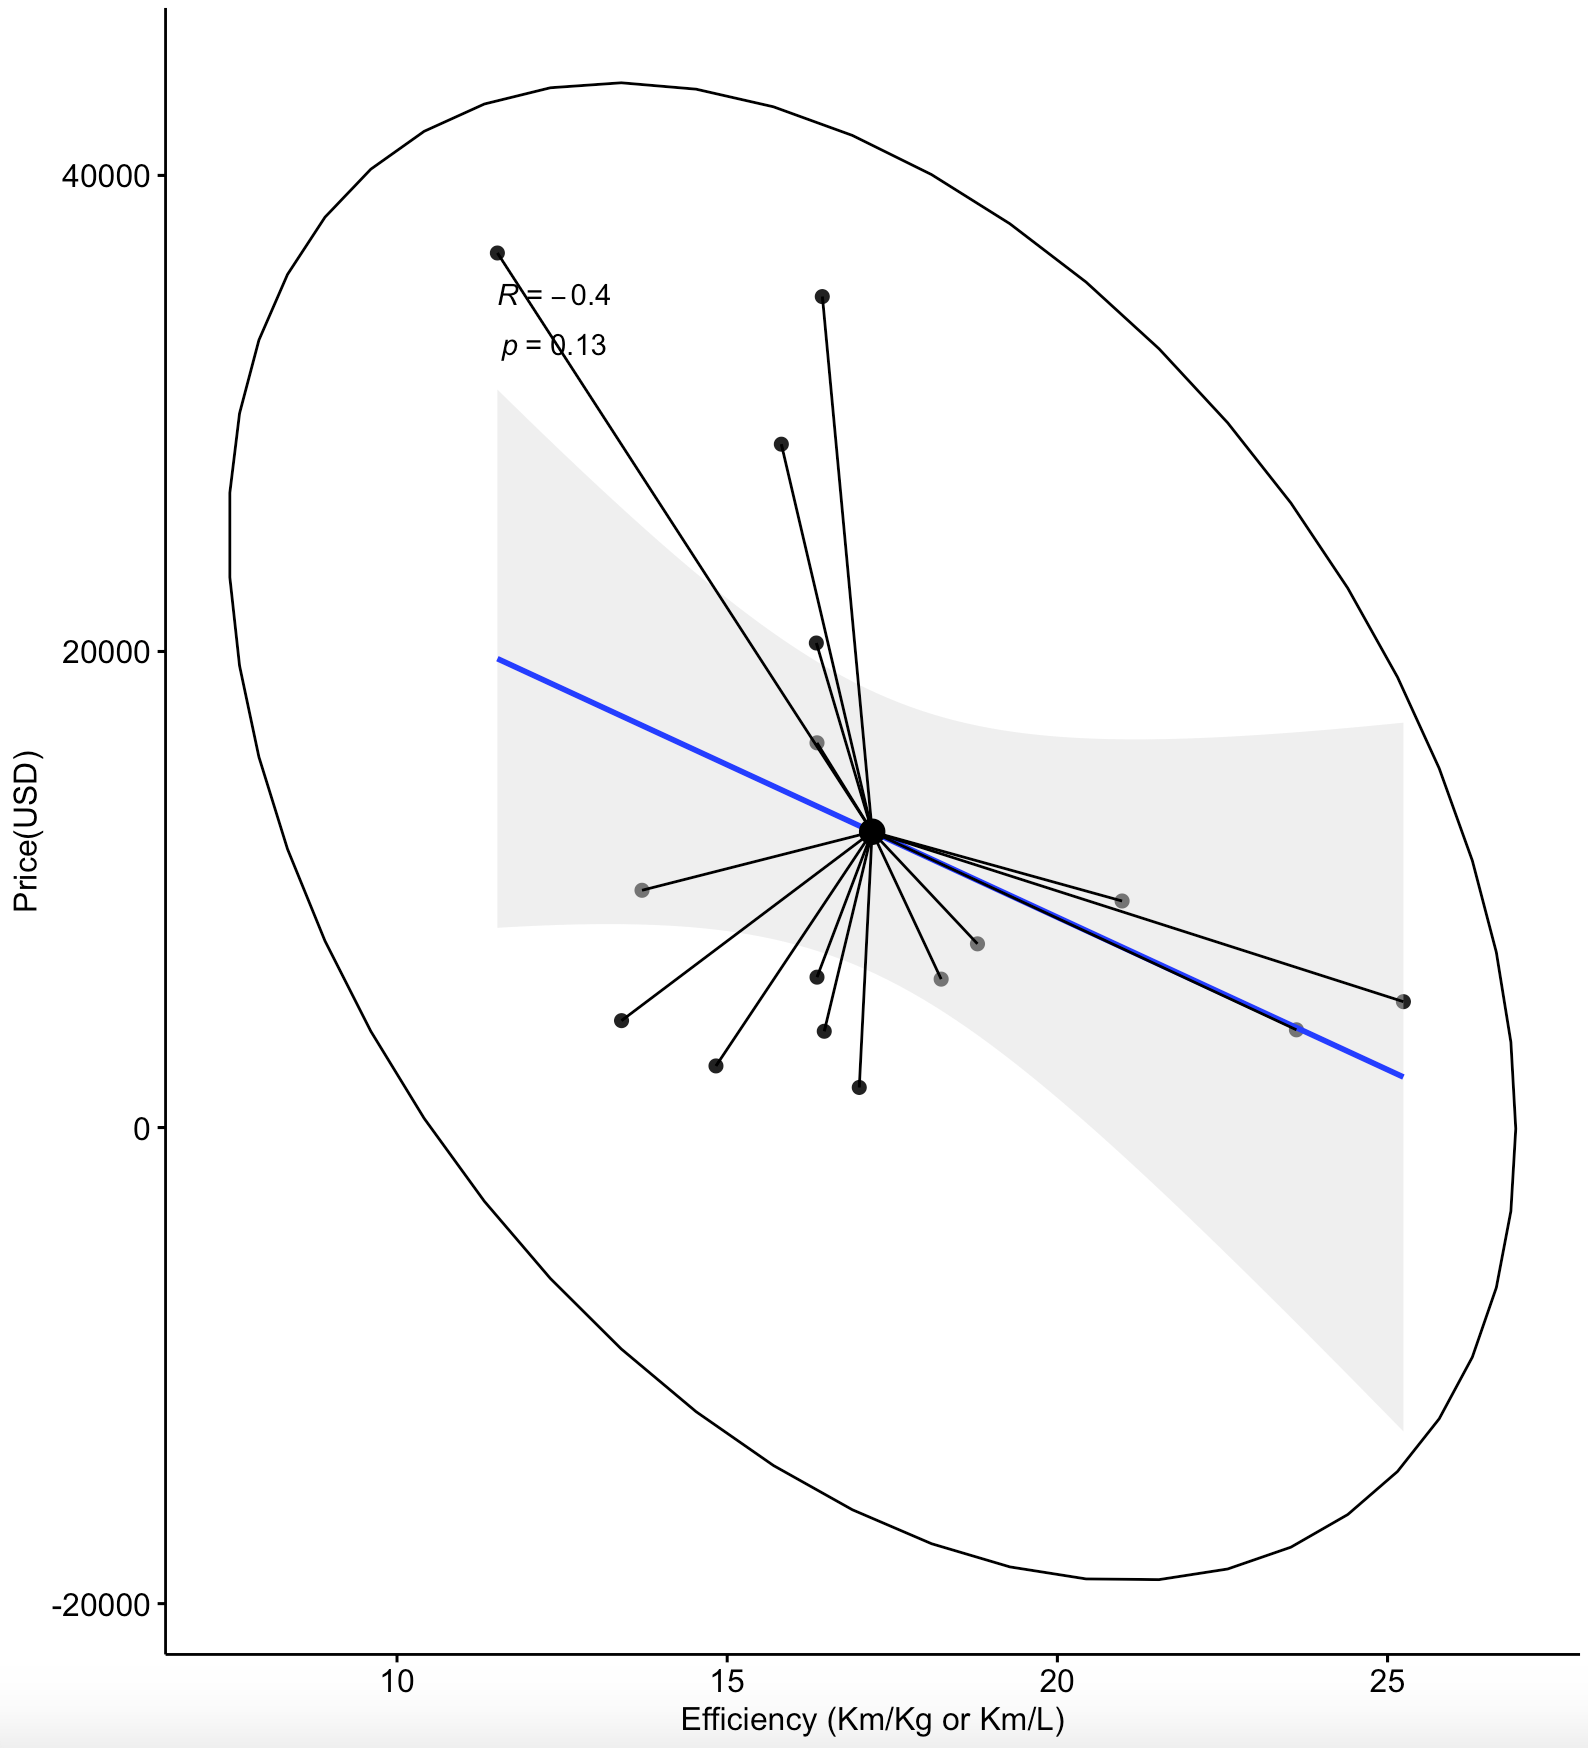 40000
20000
0
-20000
R = −0.4
p = 0.13
Price(USD)
10 15 20 25
Efficiency (Km/Kg or Km/L)